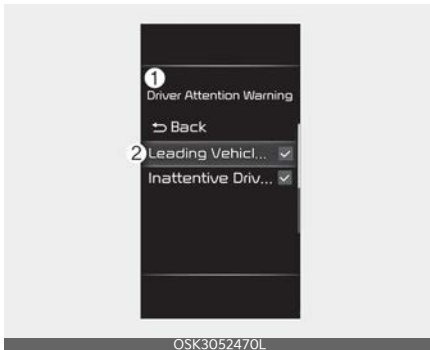 1
Driver Attention Warning
Back
2 Leading Vehicl...
Inattentive Driv...
OSK3052470L